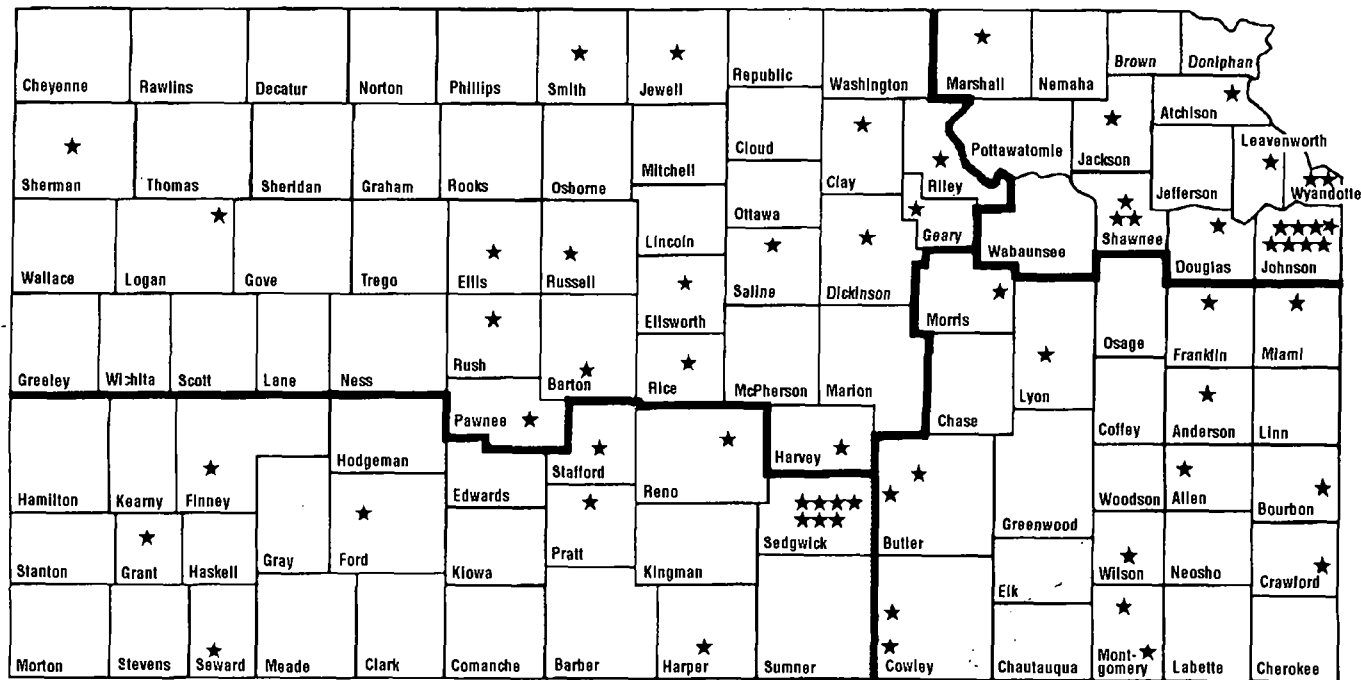 Cheyenne
Rawlins
Decatur
Norton
Phillips
Smith
Jewell
Republic
Washington
Marshall
Nemaha
Brown
Doniphan
Sherman
Thomas
Sheridan
Graham
Rooks
Osborne
Mitchell
Cloud
Clay
Riley
Pottawatomie
Jackson
Atchison
Leavenworth
Jefferson
Wyandotte
Wallace
Logan
Gove
Trego
Ellis
Russell
Lincoln
Ottawa
Saline
Dickinson
Geary
Wabaunsee
Shawnee
Douglas
Johnson
Greeley
Wichita
Scott
Lane
Ness
Rush
Barton
Ellsworth
Rice
McPherson
Marion
Morris
Chase
Lyon
Osage
Franklin
Miami
Hamilton
Kearny
Finney
Hodgeman
Pawnee
Edwards
Stafford
Reno
Harvey
Sedgwick
Butler
Greenwood
Coffey
Anderson
Linn
Woodson
Allen
Bourbon
Stanton
Grant
Haskell
Gray
Ford
Kiowa
Pratt
Kingman
Elk
Wilson
Neosho
Crawford
Morton
Stevens
Seward
Meade
Clark
Comanche
Barber
Harper
Sumner
Cowley
Chautauqua
Mont-
gomery
Labette
Cherokee